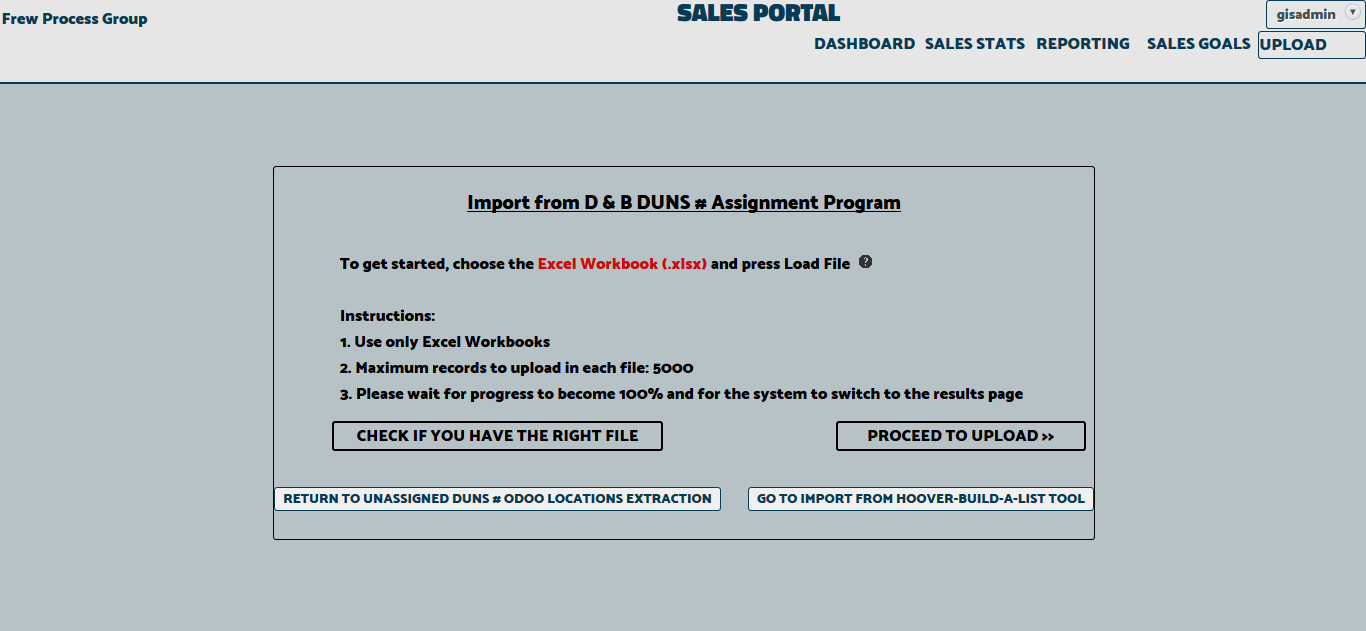 Frew Process Group
SALES PORTAL
gisadmin
DASHBOARD SALES STATS REPORTING SALES GOALS UPLOAD
Import from D & B DUNS # Assignment Program
To get started, choose the Excel Workbook (.xlsx) and press Load File ?
Instructions:
1. Use only Excel Workbooks
2. Maximum records to upload in each file: 5000
3. Please wait for progress to become 100% and for the system to switch to the results page
CHECK IF YOU HAVE THE RIGHT FILE
PROCEED TO UPLOAD >>
RETURN TO UNASSIGNED DUNS # ODOO LOCATIONS EXTRACTION
GO TO IMPORT FROM HOOVER-BUILD-A-LIST TOOL